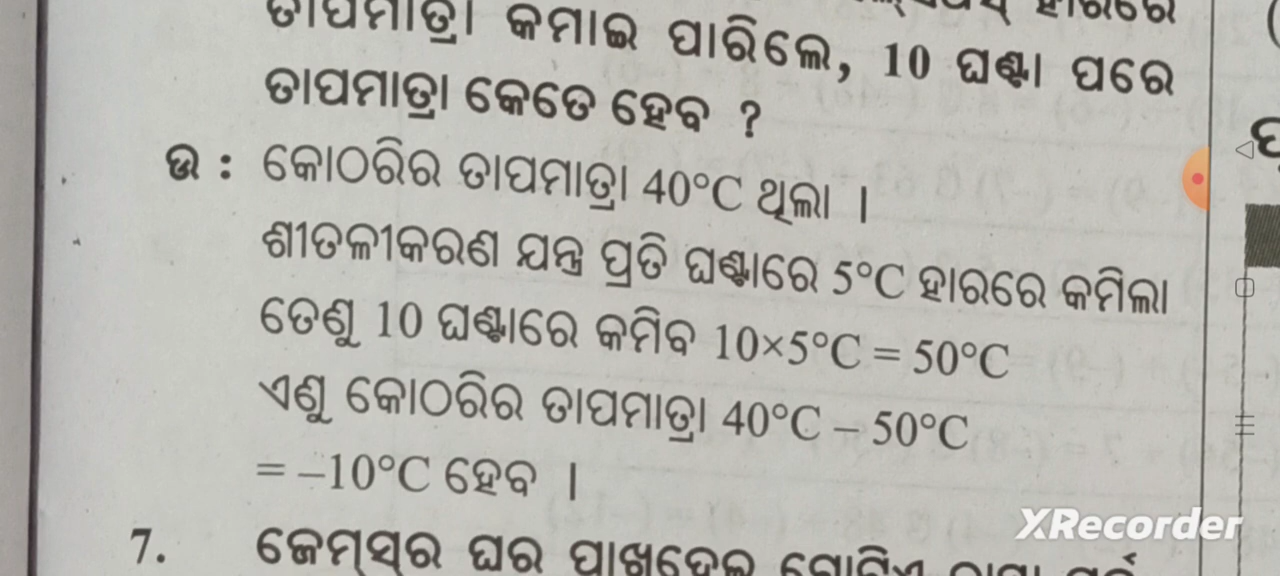 ତାପମାତ୍ରା କମାଇ ପାରିଲେ, 10 ଘଣ୍ଟା ପରେ
ତାପମାତ୍ରା କେତେ ହେବ ?
ଉ : କୋଠରିର ତାପମାତ୍ରା 40°C ଥିଲା ।
ଶୀତଳୀକରଣ ଯନ୍ତ୍ର ପ୍ରତି ଘଣ୍ଟାରେ 5°C ହାରରେ କମିଲା
ତେଣୁ 10 ଘଣ୍ଟାରେ କମିବ 10×5°C = 50°C
ଏଣୁ କୋଠରିର ତାପମାତ୍ରା 40°C – 50°C
= –10°C ହେବ ।
7. ଜେମ୍ସର ଘର ପାଖଦେଇ ଗୋଟିଏ
XRecorder